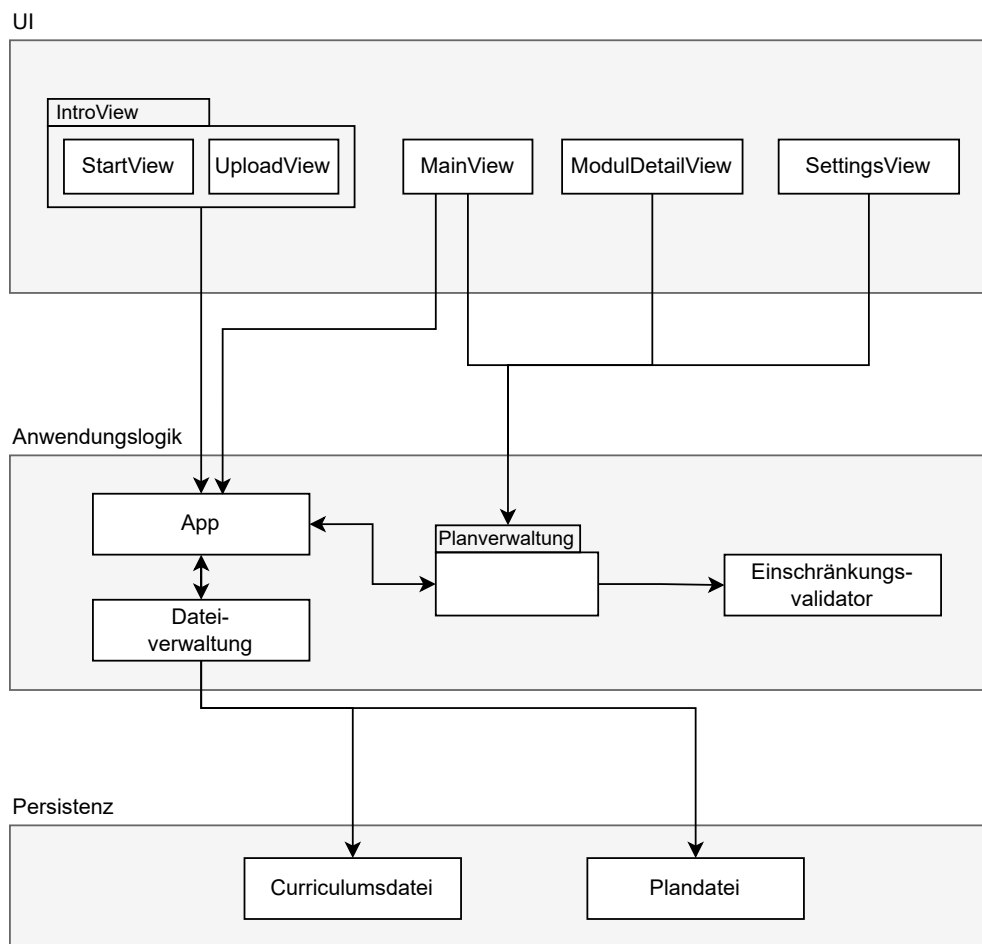 UI
IntroView
StartView
UploadView
MainView
ModulDetailView
SettingsView
Anwendungslogik
App
Planverwaltung
Einschränkungs-
validator
Datei-
verwaltung
Persistenz
Curriculumsdatei
Plandatei